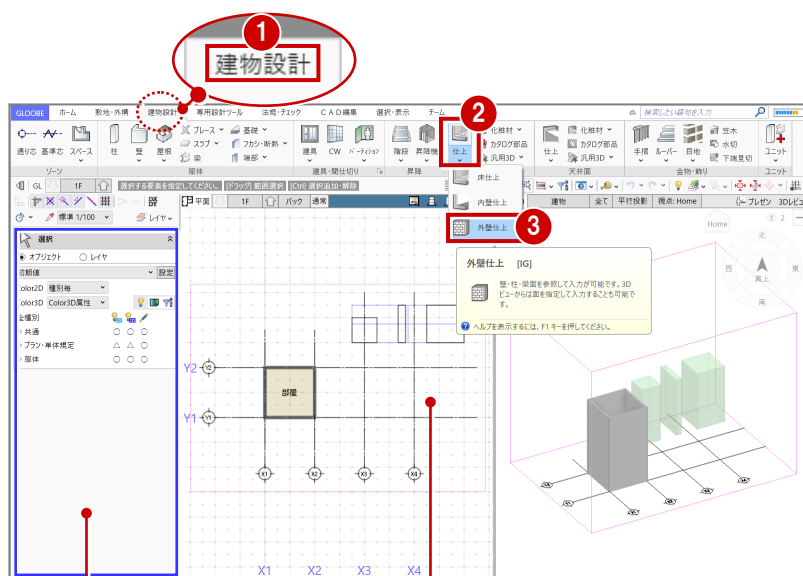 1
建物設計
GLOOBE ホーム 敷地・外構 建物設計 専用設計ツール 法規・チェック CAD編集 選択・表示 チーム 検索したい語句を入力
2
通り芯 基準芯 スペース 柱 壁 屋根 ブレース 基礎 スラブ フカシ・断熱 梁 端部 建具 CW パーティション 階段 昇降機 仕上 化粧材 カタログ部品 汎用3D 仕上 化粧材 カタログ部品 汎用3D 手摺 ルーバー 目地 笠木 水切 下端見切 ユニット
ゾーン 躯体 建具・間仕切り 昇降 天井面 金物・飾り ユニット
GL 1F 選択する要素を指定してください。 [ドラッグ] 範囲選択 [Ctrl] 選択追加・解除
床仕上
内壁仕上
外壁仕上
3
平面 1F バック 通常
建物 全て 平行投影 視点: Home プレゼン 3Dレビ
標準 1/100 レイヤ
選択
オブジェクト レイヤ
初期値 設定
Color2D 種別毎
Color3D Color3D属性
全種別
共通
プラン・単体規定
躯体
外壁仕上 [IG]
壁・柱・梁面を参照して入力が可能です。3D
ビューからは面を指定して入力することも可能で
す。
ヘルプを表示するには、F1 キーを押してください。
Home 1 2
北
西 真上 東
南
Y2 Y2
部屋
Y1 Y1
X1 X2 X3 X4
X1 X2 X3 X4